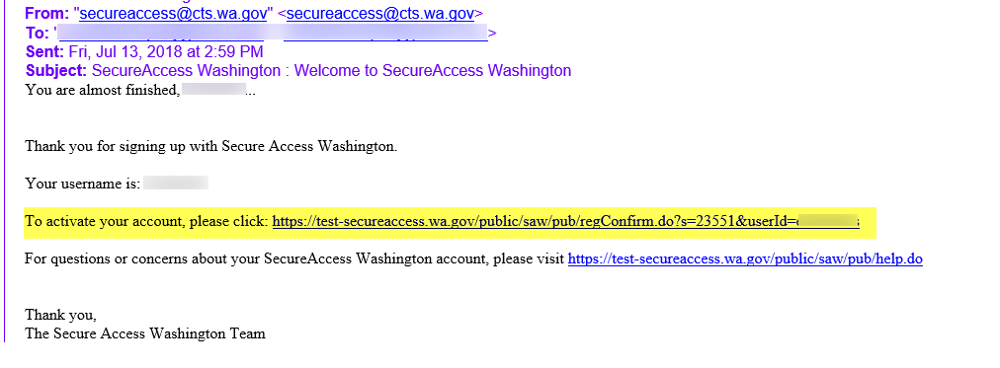 From: "secureaccess@cts.wa.gov" <secureaccess@cts.wa.gov>
To: " >
Sent: Fri, Jul 13, 2018 at 2:59 PM
Subject: SecureAccess Washington : Welcome to SecureAccess Washington
You are almost finished, ...
Thank you for signing up with Secure Access Washington.
Your username is:
To activate your account, please click: https://test-secureaccess.wa.gov/public/saw/pub/regConfirm.do?s=23551&userId=
For questions or concerns about your SecureAccess Washington account, please visit https://test-secureaccess.wa.gov/public/saw/pub/help.do
Thank you,
The Secure Access Washington Team